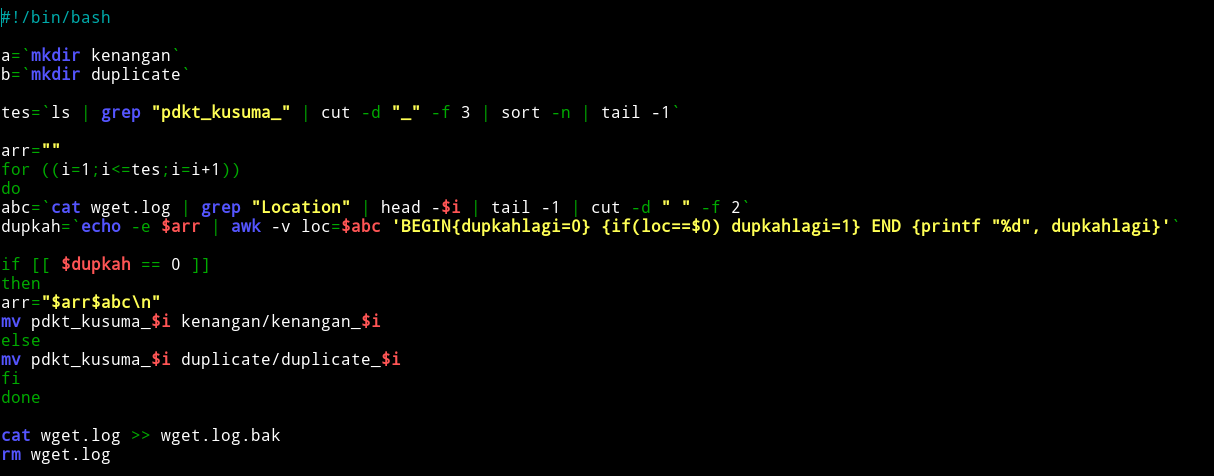 #!/bin/bash
a=`mkdir kenangan`
b=`mkdir duplicate`
tes=`ls | grep "pdkt_kusuma_" | cut -d "_" -f 3 | sort -n | tail -1`
arr=""
for ((i=1;i<=tes;i=i+1))
do
abc=`cat wget.log | grep "Location" | head -$i | tail -1 | cut -d " " -f 2`
dupkah=`echo -e $arr | awk -v loc=$abc 'BEGIN{dupkahlagi=0} {if(loc==$0) dupkahlagi=1} END {printf "%d", dupkahlagi}'`
if [[ $dupkah == 0 ]]
then
arr="$arr$abc\n"
mv pdkt_kusuma_$i kenangan/kenangan_$i
else
mv pdkt_kusuma_$i duplicate/duplicate_$i
fi
done
cat wget.log >> wget.log.bak
rm wget.log